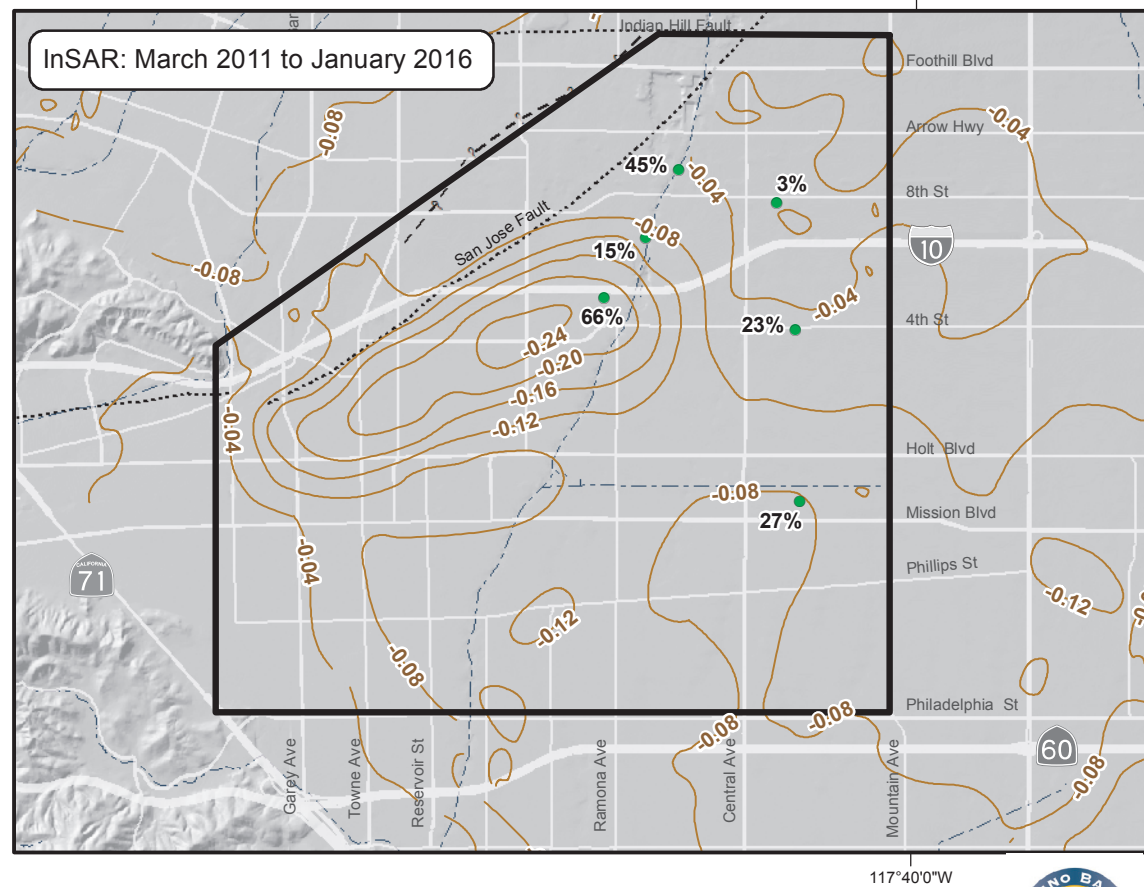 Indian Hill Fault
InSAR: March 2011 to January 2016
Foothill Blvd
-0.08
-0.04
Arrow Hwy
?
?
?
?
45%
-0.04
3%
8th St
San Jose Fault
-0.08
15%
10
-0.08
66%
-0.04
23%
4th St
-0.24
-0.20
-0.16
-0.12
-0.04
Holt Blvd
-0.08
27%
Mission Blvd
-0.04
CALIFORNIA
71
Phillips St
-0.12
-0.12
-0.08
Philadelphia St
-0.08
-0.08
60
-0.08
Garey Ave
Towne Ave
Reservoir St
Ramona Ave
Central Ave
Mountain Ave
117°40'0"W